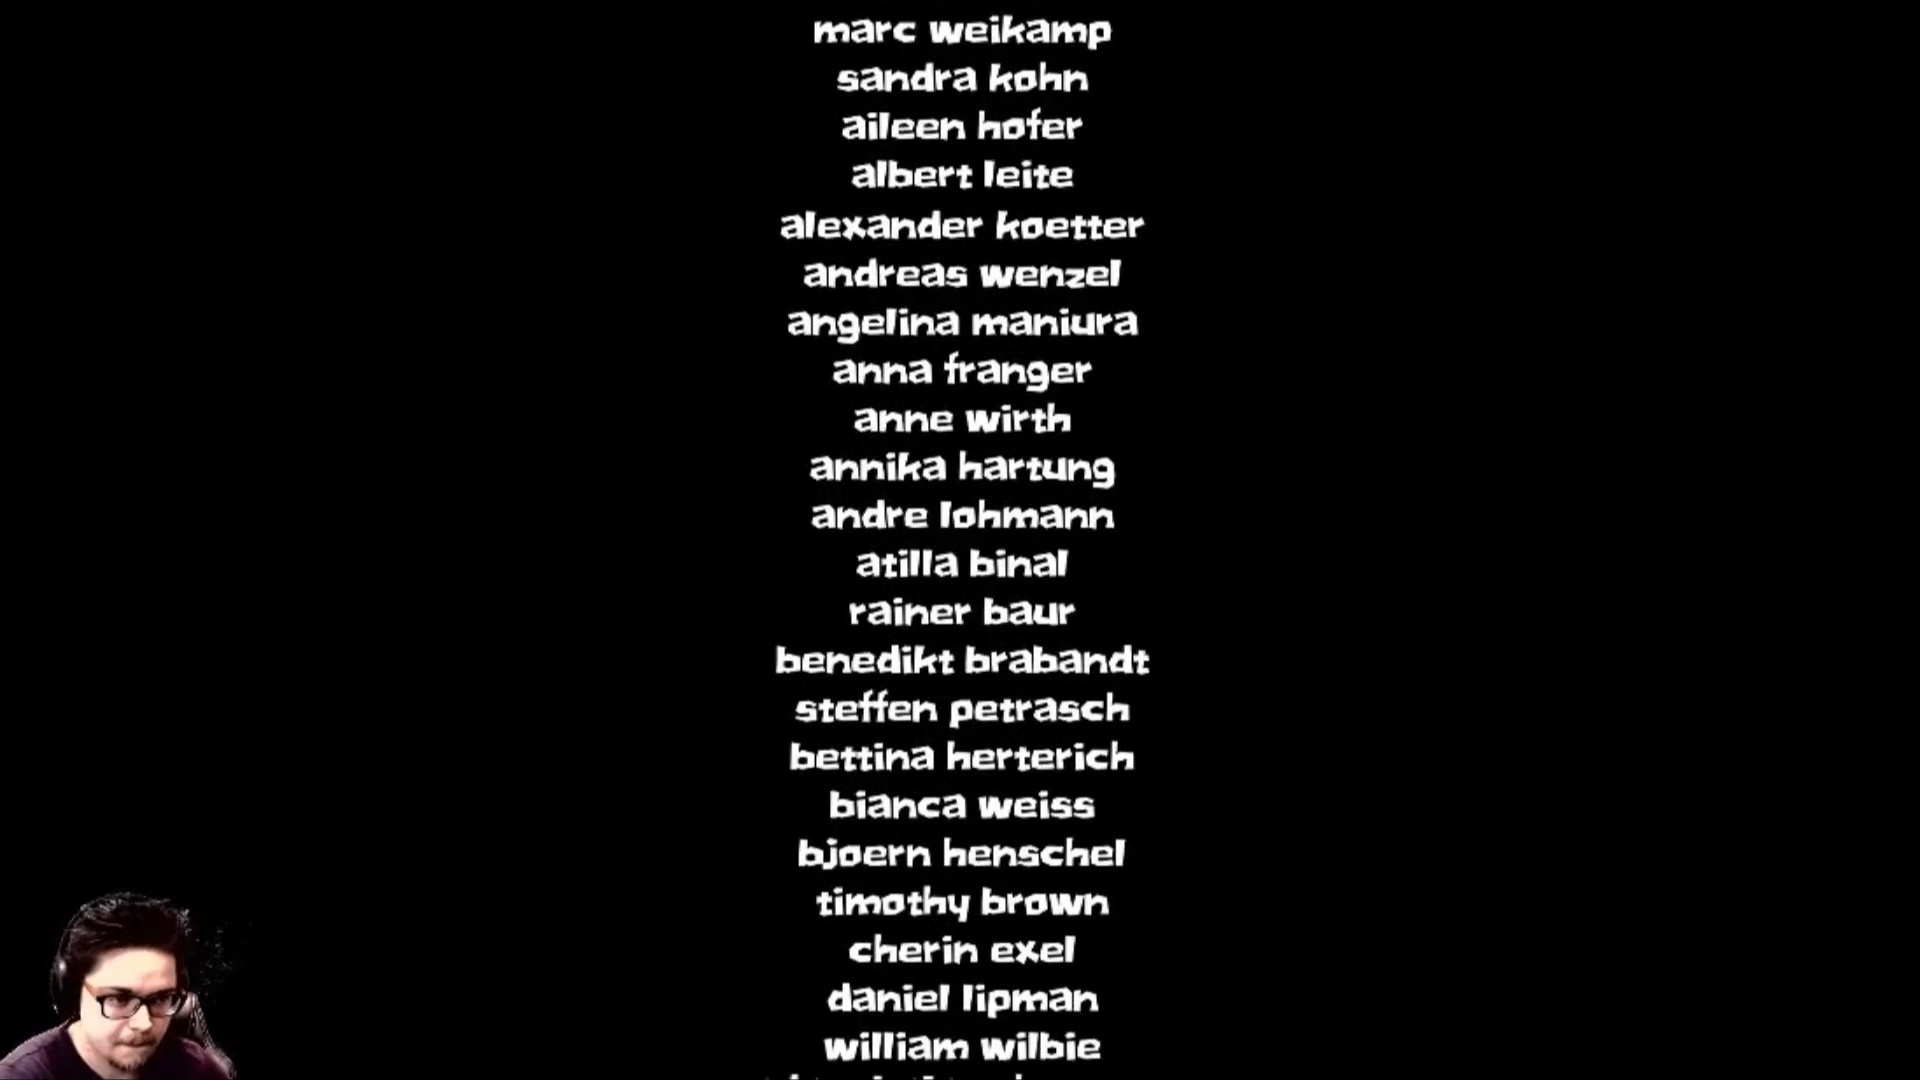 marc weikamp
sandra kohn
aileen hofer
albert leite
alexander koetter
andreas wenzel
angelina maniura
anna franger
anne wirth
annika hartung
andre lohmann
atilla binal
rainer baur
benedikt brabandt
steffen petrasch
bettina herterich
bianca weiss
bjoern henschel
timothy brown
cherin exel
daniel lipman
william wilbie